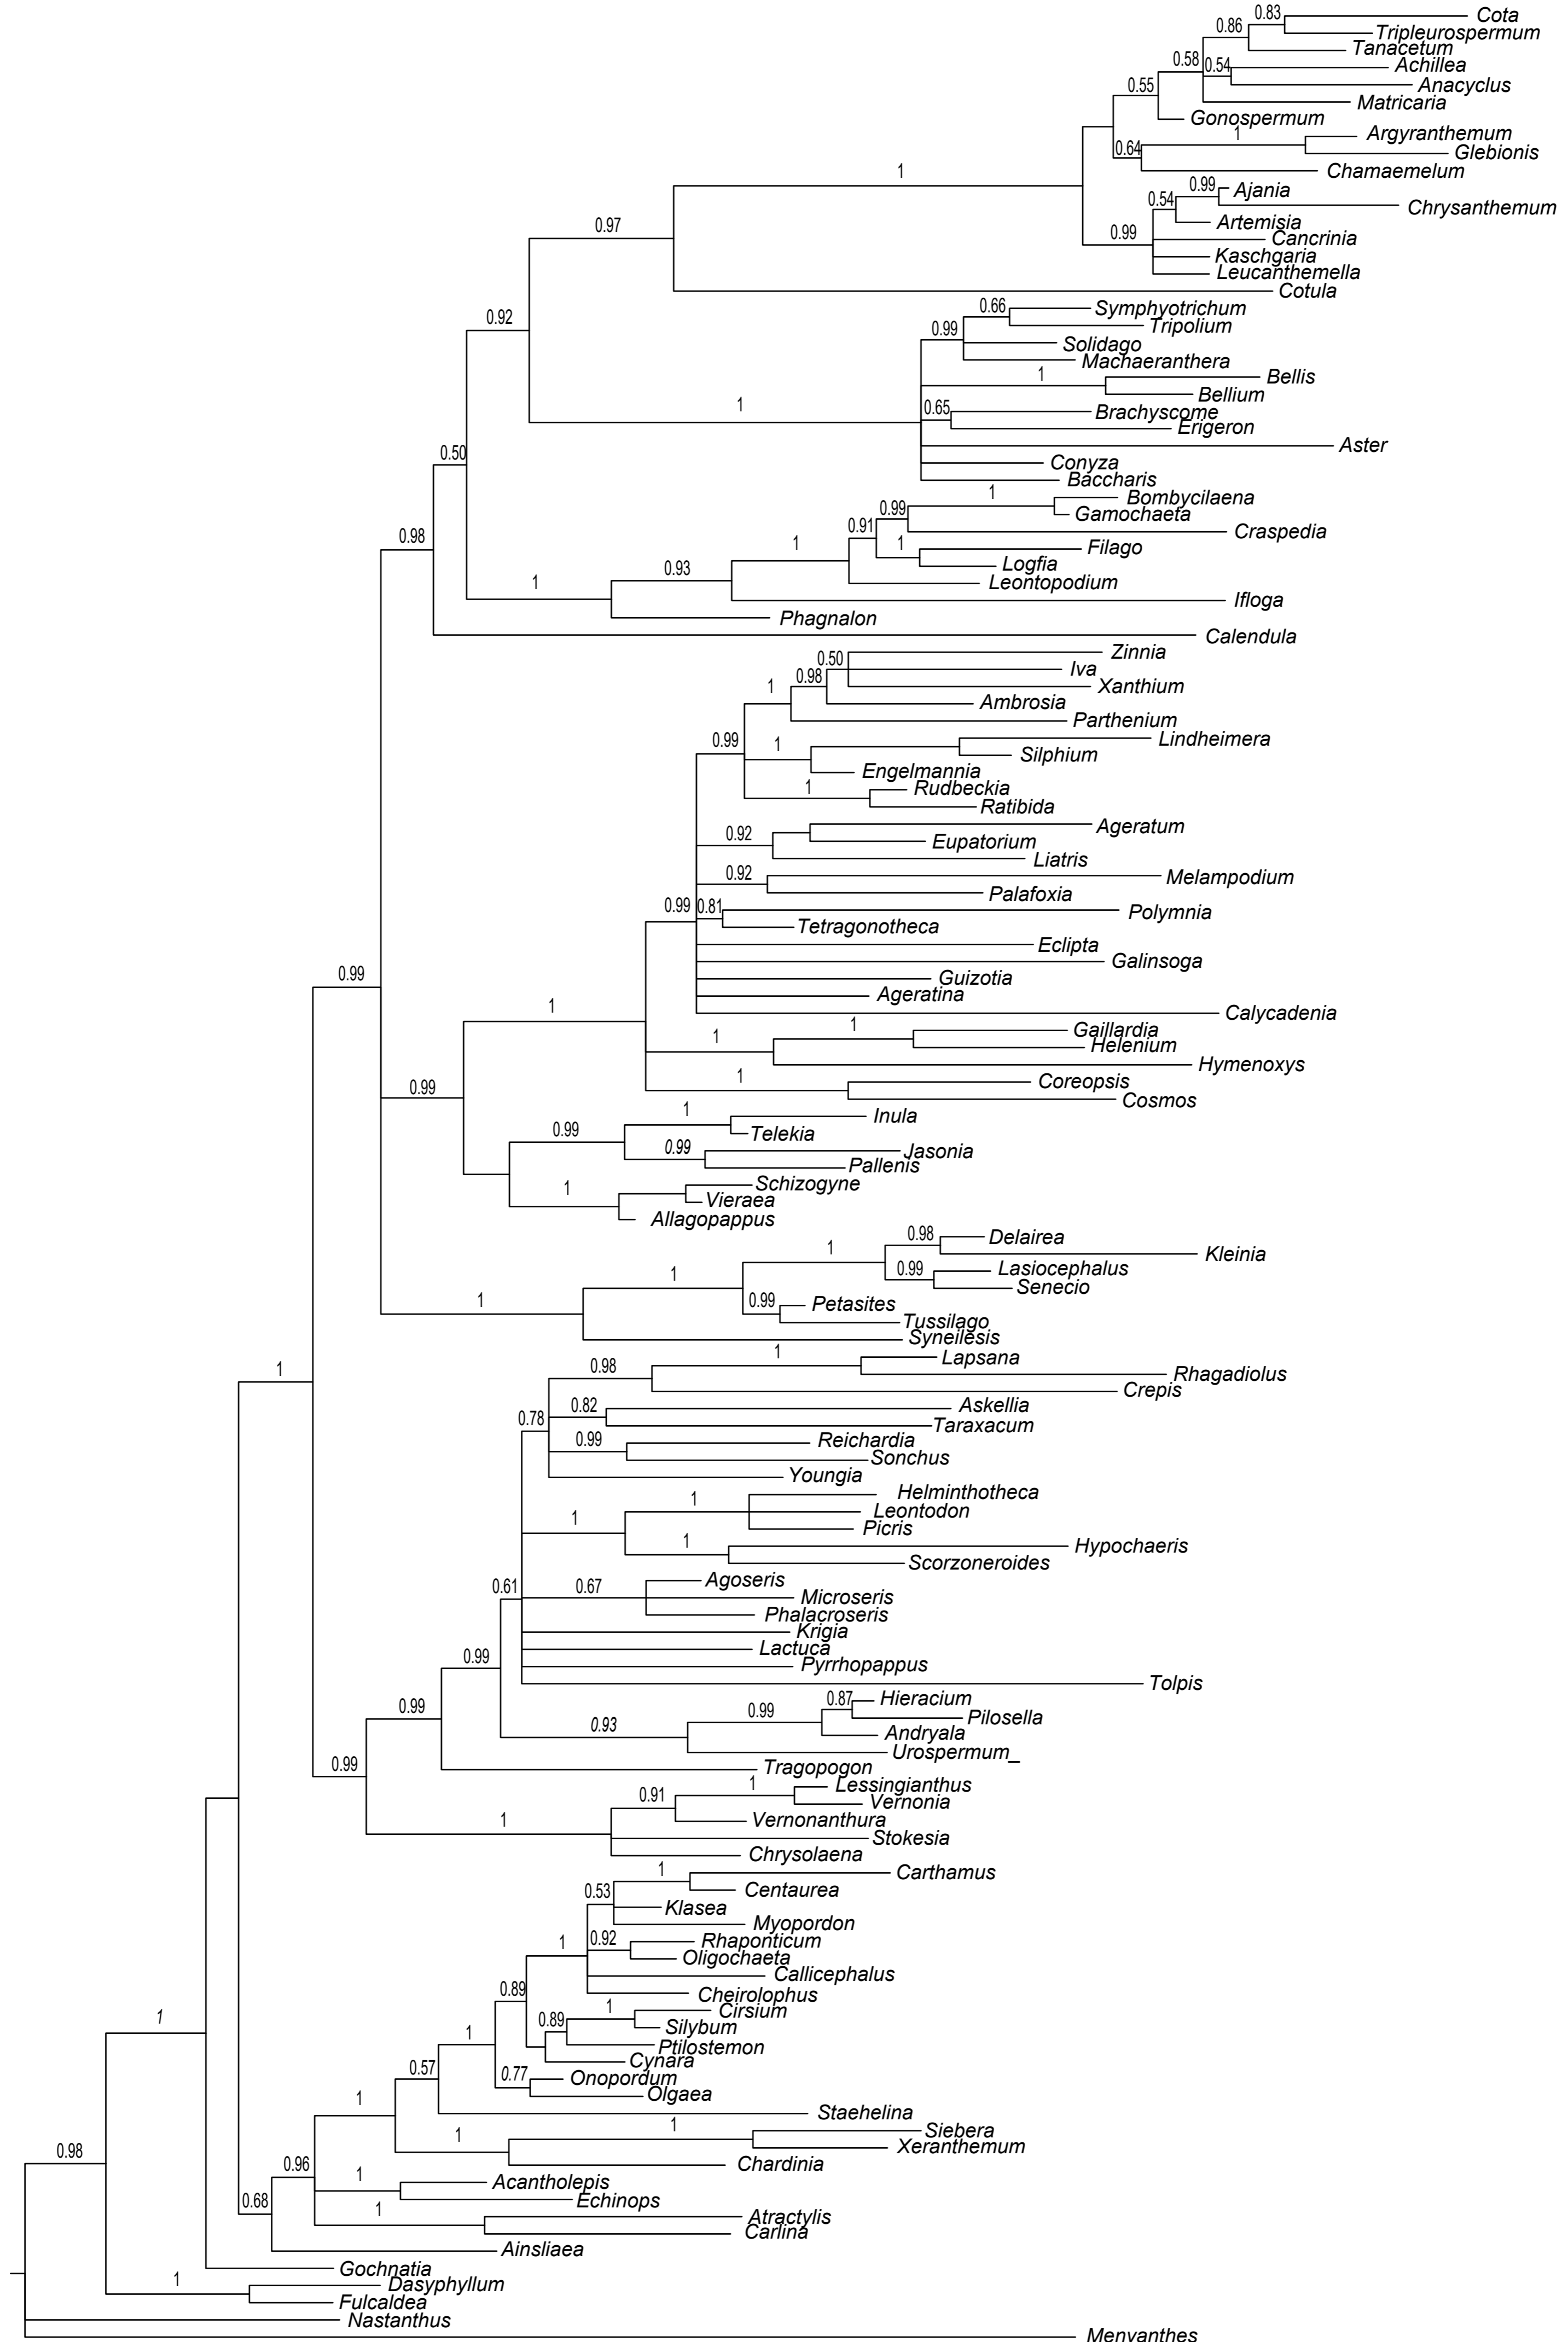 0.83 Cota
0.86 Tripleurospermum
Tanacetum
0.58 0.54 Achillea
0.55 Anacyclus
Matricaria
Gonospermum
1 Argyranthemum
0.64 Glebionis
1 Chamaemelum
0.99 Ajania
0.54 Chrysanthemum
0.97 Artemisia
0.99 Cancrinia
Kaschgaria
Leucanthemella
Cotula
0.92 0.66 Symphyotrichum
0.99 Tripolium
Solidago
Machaeranthera
1 Bellis
Bellium
1 0.65 Brachyscome
Erigeron
0.50 Aster
Conyza
Baccharis
1 Bombycilaena
0.99 Gamochaeta
0.91 Craspedia
0.98 1 1 Filago
Logfia
1 0.93 Leontopodium
Ifloga
Phagnalon
Calendula
0.50 Zinnia
0.98 Iva
1 Xanthium
Ambrosia
Parthenium
0.99 1 Lindheimera
Silphium
Engelmannia
1 Rudbeckia
Ratibida
0.92 Ageratum
Eupatorium
Liatris
0.92 Melampodium
Palafoxia
0.99 0.81 Polymnia
Tetragonotheca
Eclipta
Galinsoga
0.99 Guizotia
Ageratina
1 Calycadenia
1 1 Gaillardia
Helenium
Hymenoxys
1 Coreopsis
0.99 Cosmos
1 Inula
0.99 Telekia
0.99 Jasonia
Pallenis
1 Schizogyne
Vieraea
Allagopappus
0.98 Delairea
1 Kleinia
0.99 Lasiocephalus
1 Senecio
1 0.99 Petasites
Tussilago
Syneilesis
1 Lapsana
1 0.98 Rhagadiolus
Crepis
0.82 Askellia
0.78 Taraxacum
0.99 Reichardia
Sonchus
Youngia
1 Helminthotheca
1 Leontodon
Picris
1 Hypochaeris
Scorzoneroides
0.61 0.67 Agoseris
Microseris
Phalacroseris
Krigia
0.99 Lactuca
Pyrrhopappus
Tolpis
0.99 0.87 Hieracium
0.93 0.99 Pilosella
Andryala
Urospermum_
0.99 Tragopogon
1 Lessingianthus
0.91 Vernonia
1 Vernonanthura
Stokesia
Chrysolaena
1 Carthamus
0.53 Centaurea
Klasea
Myopordon
1 0.92 Rhaponticum
Oligochaeta
Callicephalus
0.89 Cheirolophus
1 1 Cirsium
0.89 Silybum
1 Ptilostemon
Cynara
0.57 0.77 Onopordum
Olgaea
1 Staehelina
1 1 Siebera
Xeranthemum
0.98 0.96 Chardinia
1 Acantholepis
Echinops
0.68 1 Atractylis
Carlina
Ainsliaea
Gochnatia
1 Dasyphyllum
Fulcaldea
Nastanthus
Menyanthes